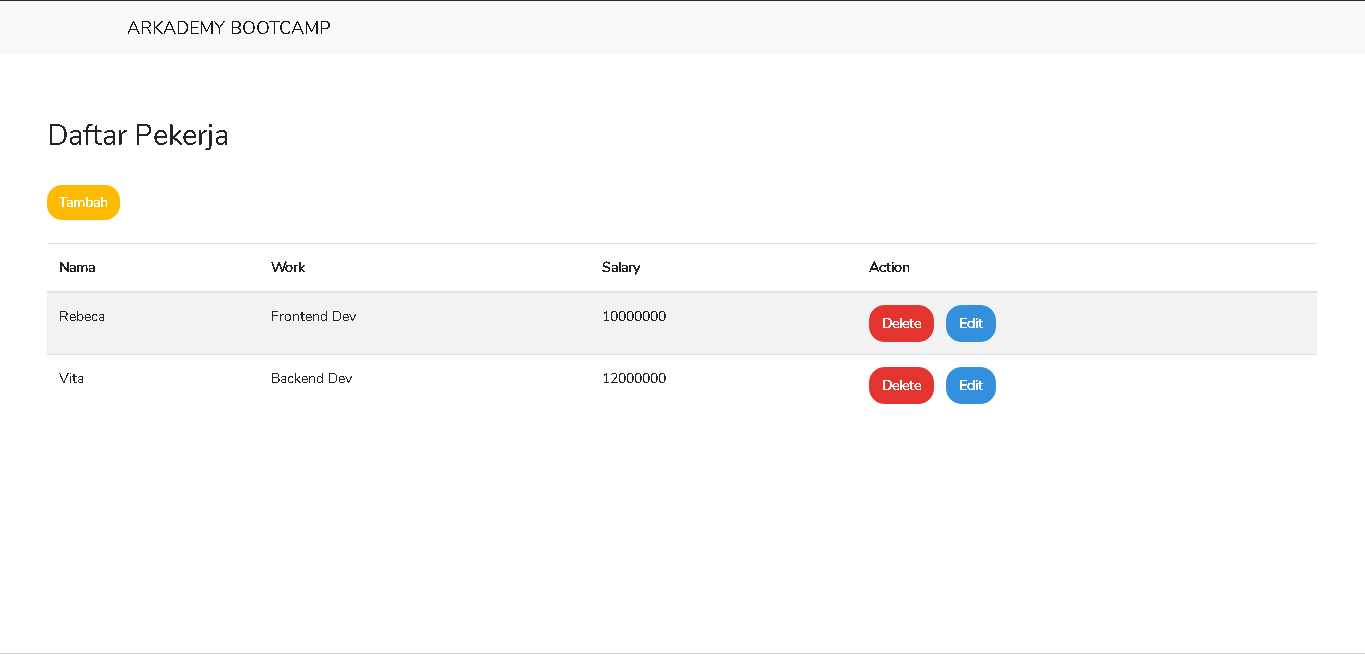 ARKADEMY BOOTCAMP
Daftar Pekerja
Tambah
Nama Work Salary Action
Rebeca Frontend Dev 10000000 Delete Edit
Vita Backend Dev 12000000 Delete Edit